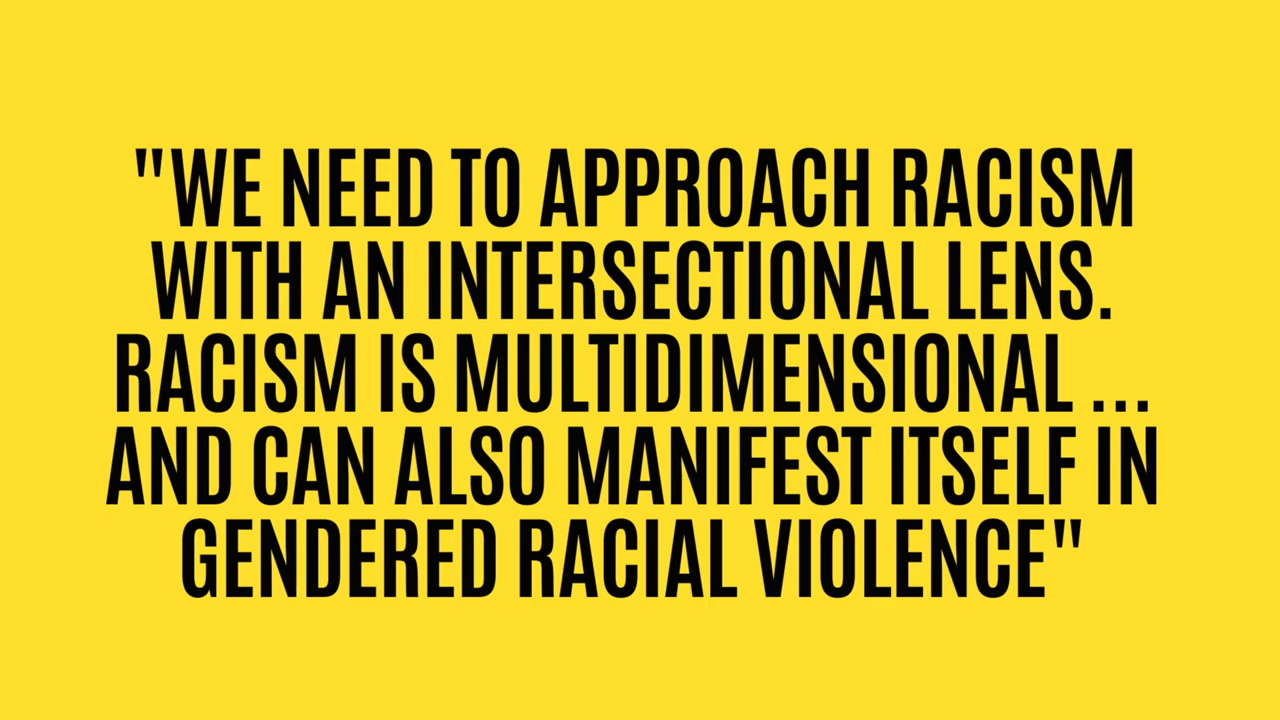 "WE NEED TO APPROACH RACISM
WITH AN INTERSECTIONAL LENS.
RACISM IS MULTIDIMENSIONAL ...
AND CAN ALSO MANIFEST ITSELF IN
GENDERED RACIAL VIOLENCE"